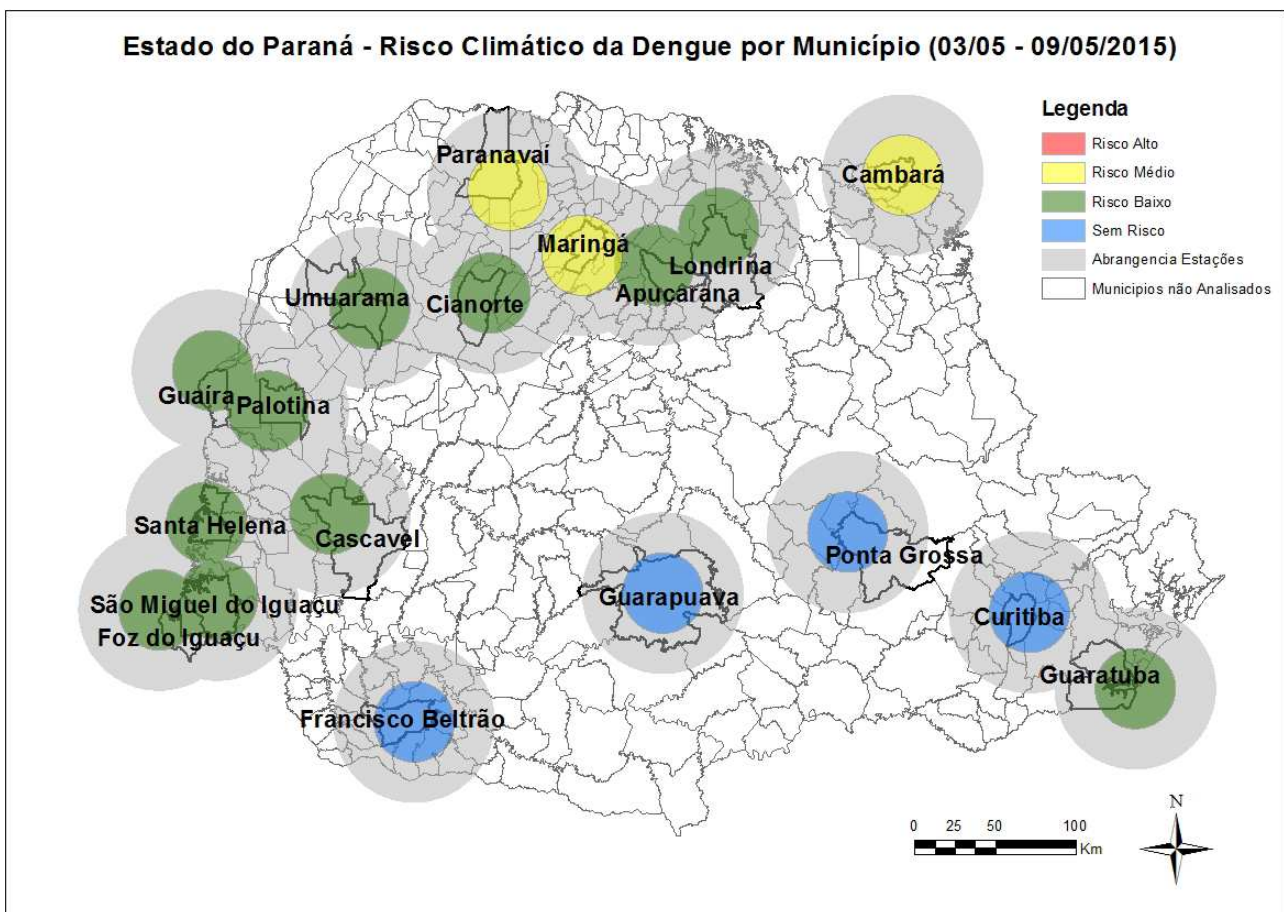 Estado do Paraná - Risco Climático da Dengue por Município (03/05 - 09/05/2015)
Legenda
Risco Alto
Risco Médio
Risco Baixo
Sem Risco
Abrangencia Estações
Municipios não Analisados
Paranavaí
Cambará
Maringá
Londrina
Apucarana
Umuarama
Cianorte
Guaíra
Palotina
Santa Helena
Cascavel
Ponta Grossa
São Miguel do Iguaçu
Guarapuava
Curitiba
Foz do Iguaçu
Guaratuba
Francisco Beltrão
N
0 25 50 100
Km